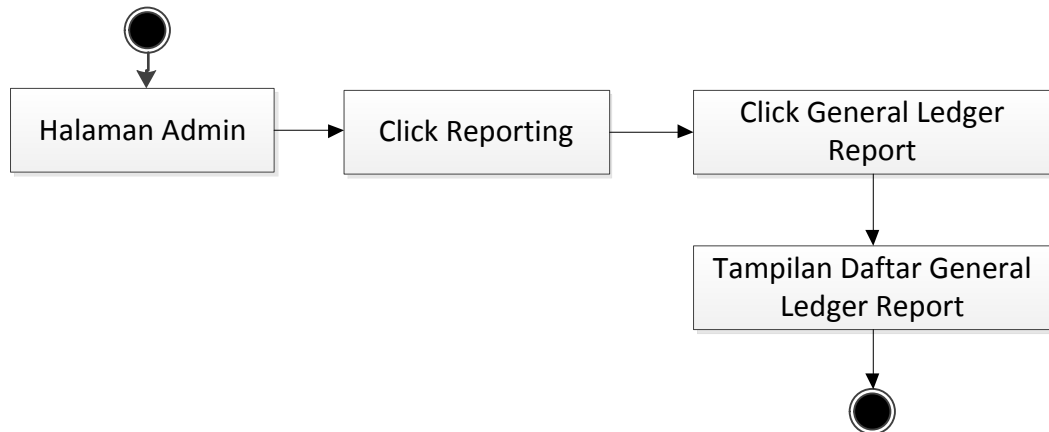 Halaman Admin
Click Reporting
Click General Ledger
Report
Tampilan Daftar General
Ledger Report